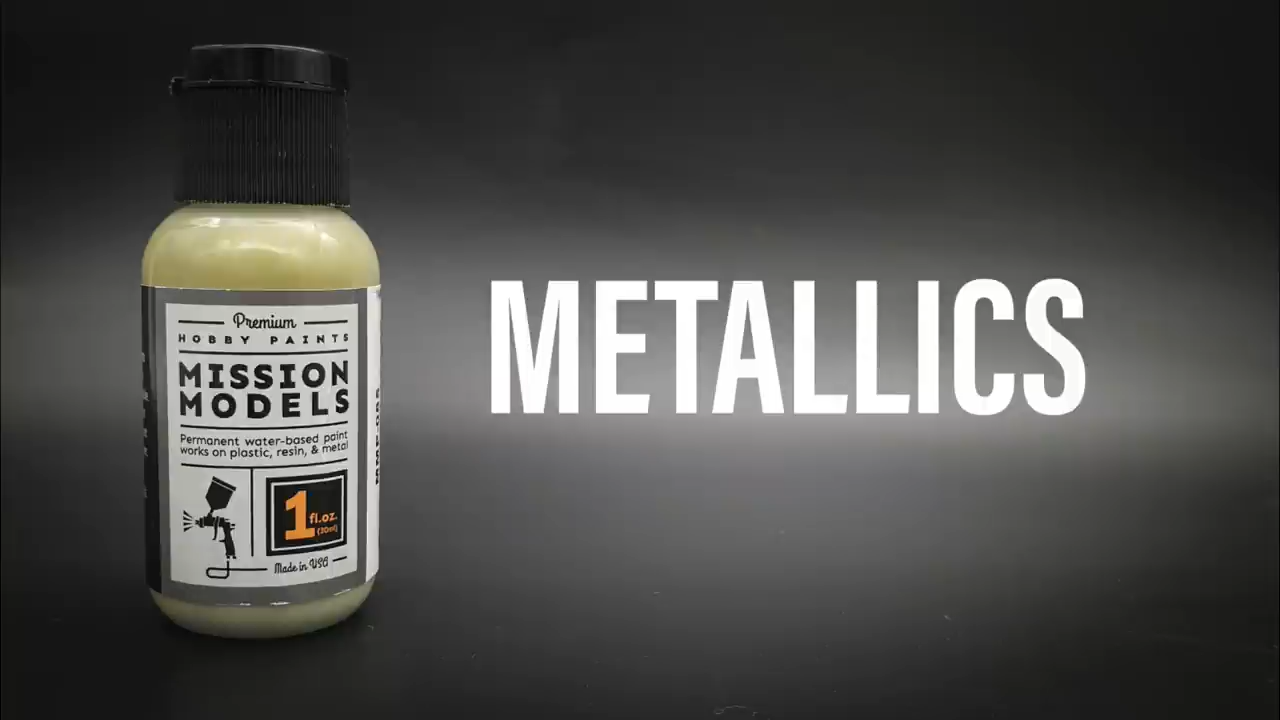 Premium
HOBBY PAINTS
MISSION
MODELS
Permanent water-based paint
works on plastic, resin, & metal
1 fl.oz.
(30ml)
Made in USA
METALLICS